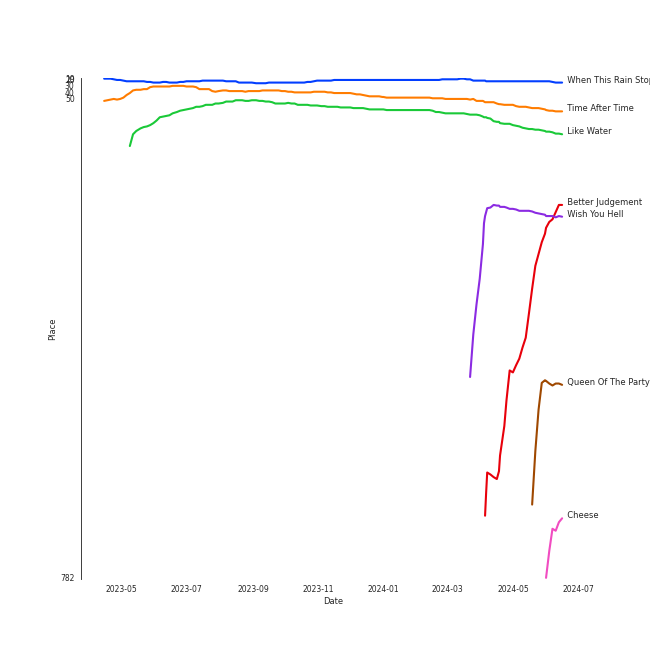 10
20
30
40
50
782
Place
When This Rain Stop
Time After Time
Like Water
Better Judgement
Wish You Hell
Queen Of The Party
Cheese
2023-05 2023-07 2023-09 2023-11 2024-01 2024-03 2024-05 2024-07
Date